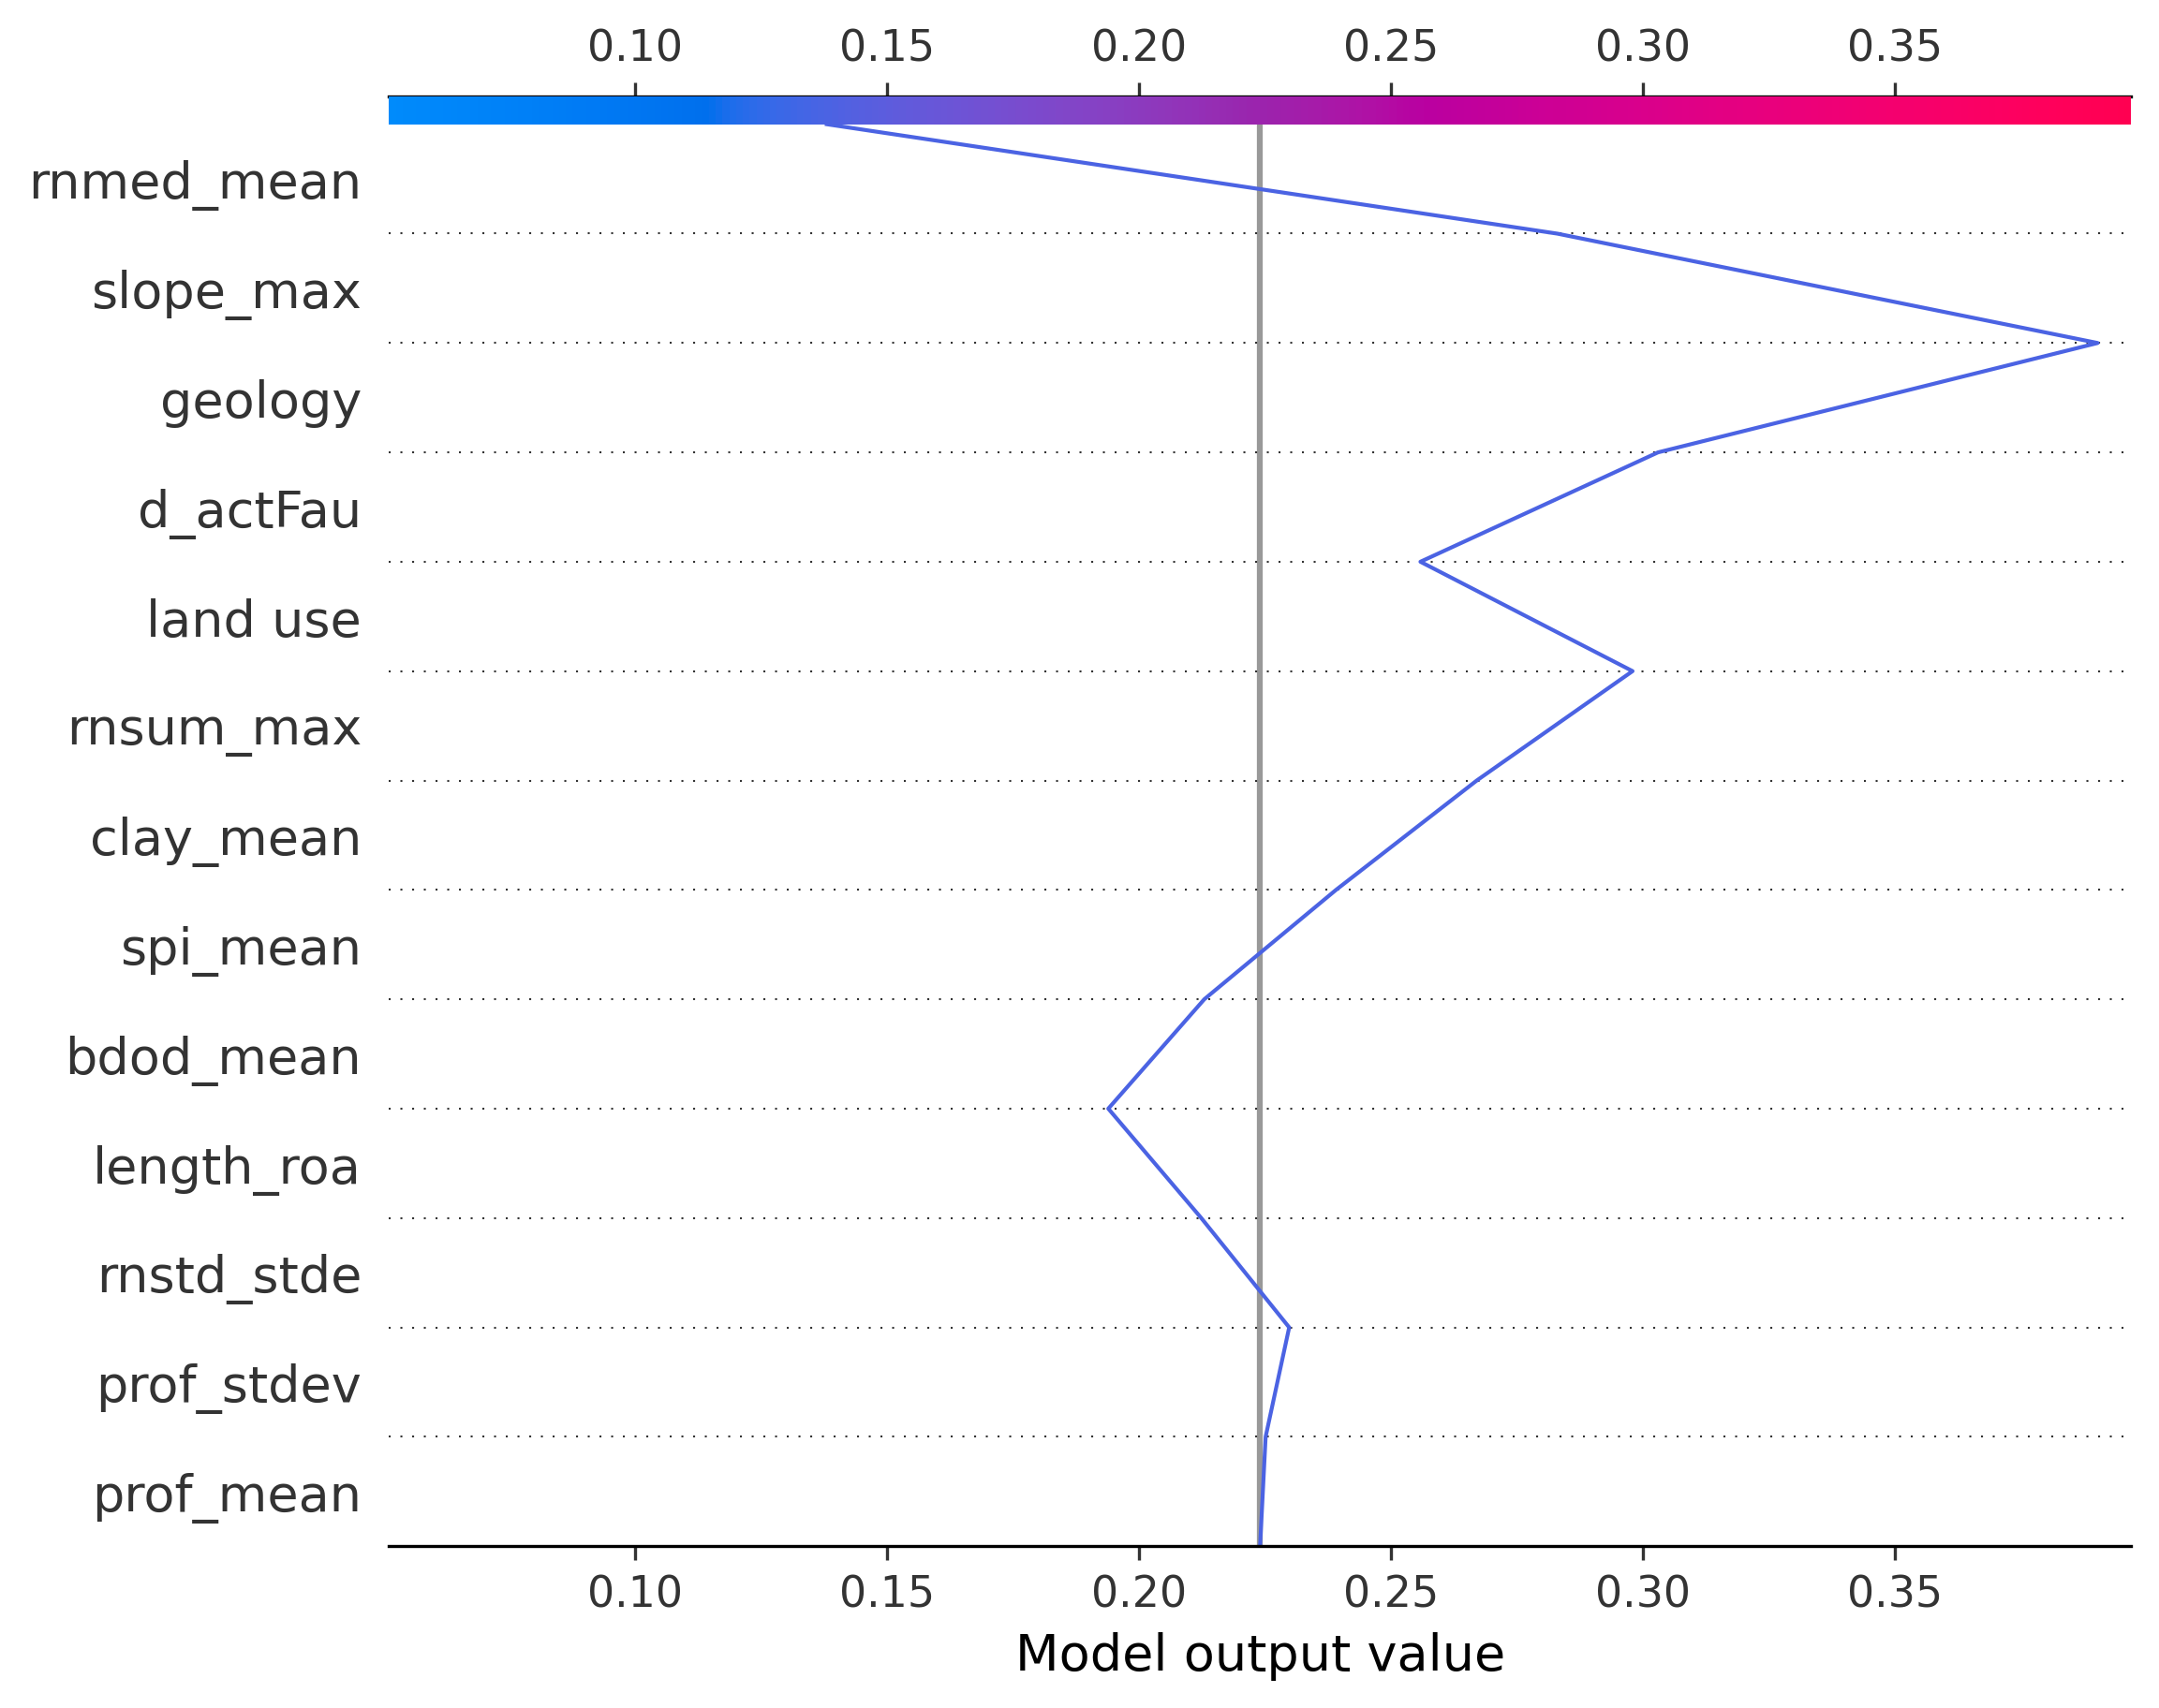 0.10 0.15 0.20 0.25 0.30 0.35
rnmed_mean
slope_max
geology
d_actFau
land use
rnsum_max
clay_mean
spi_mean
bdod_mean
length_roa
rnstd_stde
prof_stdev
prof_mean
0.10 0.15 0.20 0.25 0.30 0.35
Model output value